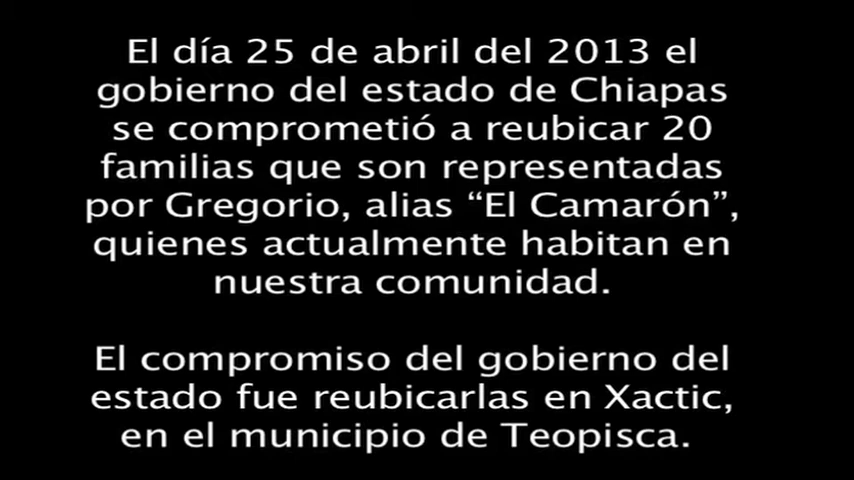 El día 25 de abril del 2013 el
gobierno del estado de Chiapas
se comprometió a reubicar 20
familias que son representadas
por Gregorio, alias “El Camarón”,
quienes actualmente habitan en
nuestra comunidad.
El compromiso del gobierno del
estado fue reubicarlas en Xactic,
en el municipio de Teopisca.